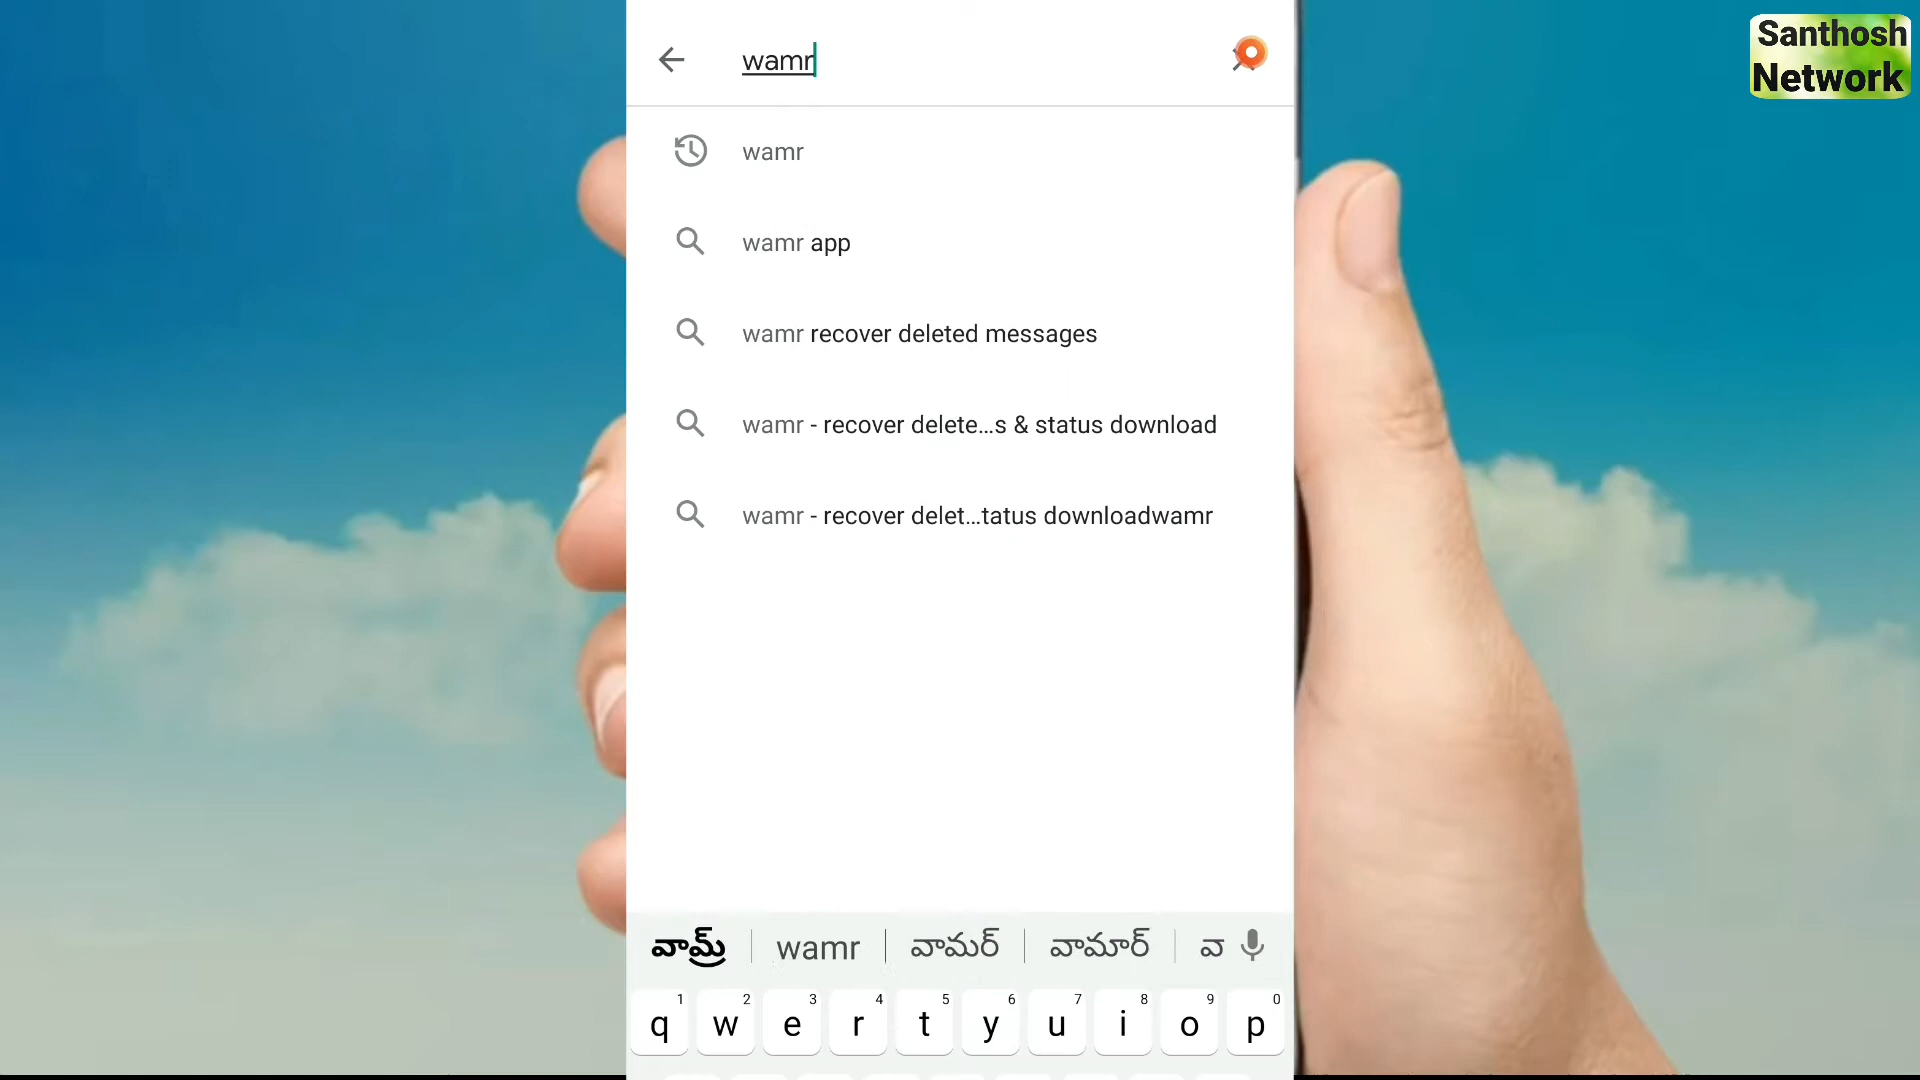 Santhosh
Network
wamr
wamr
wamr app
wamr recover deleted messages
wamr - recover delete...s & status download
wamr - recover delet...tatus downloadwamr
వామ్ర్ wamr వామర్ వామార్ వా
1 2 3 4 5 6 7 8 9 0
q w e r t y u i o p